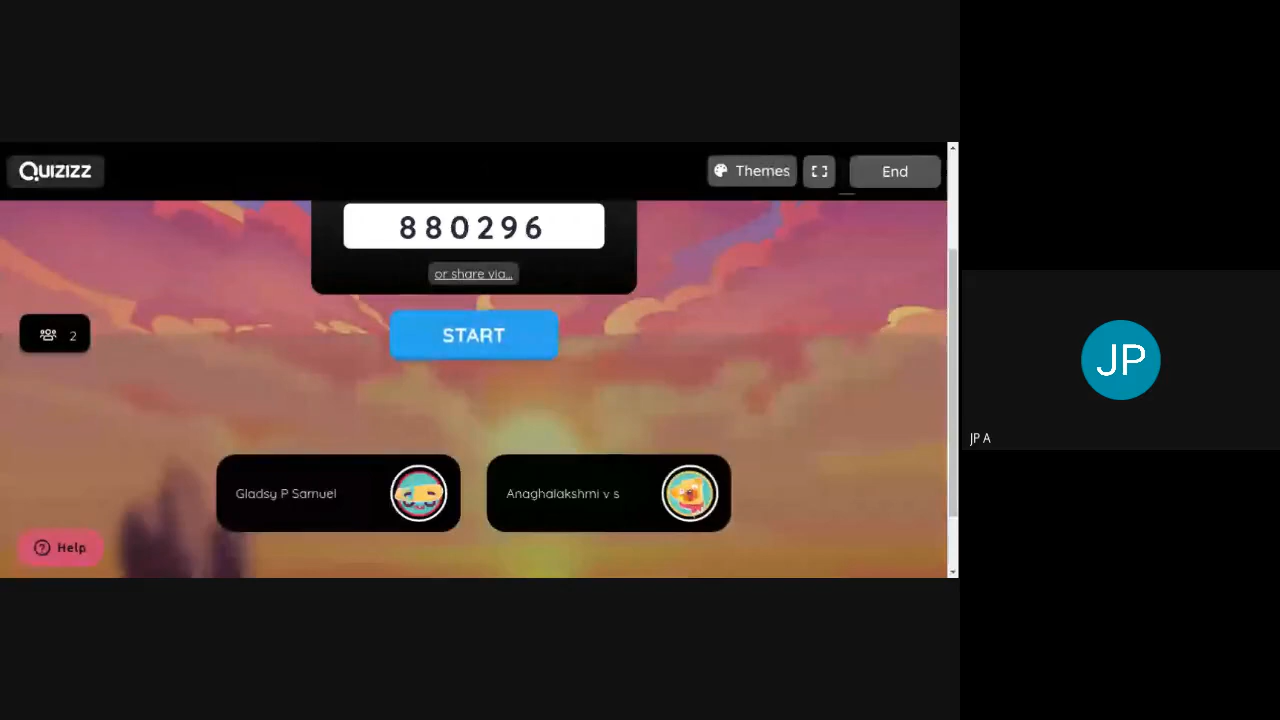 QUIZIZZ
Themes
End
880296
or share via...
START
2
Gladsy P Samuel
Anaghalakshmi v s
Help
JP
JP A